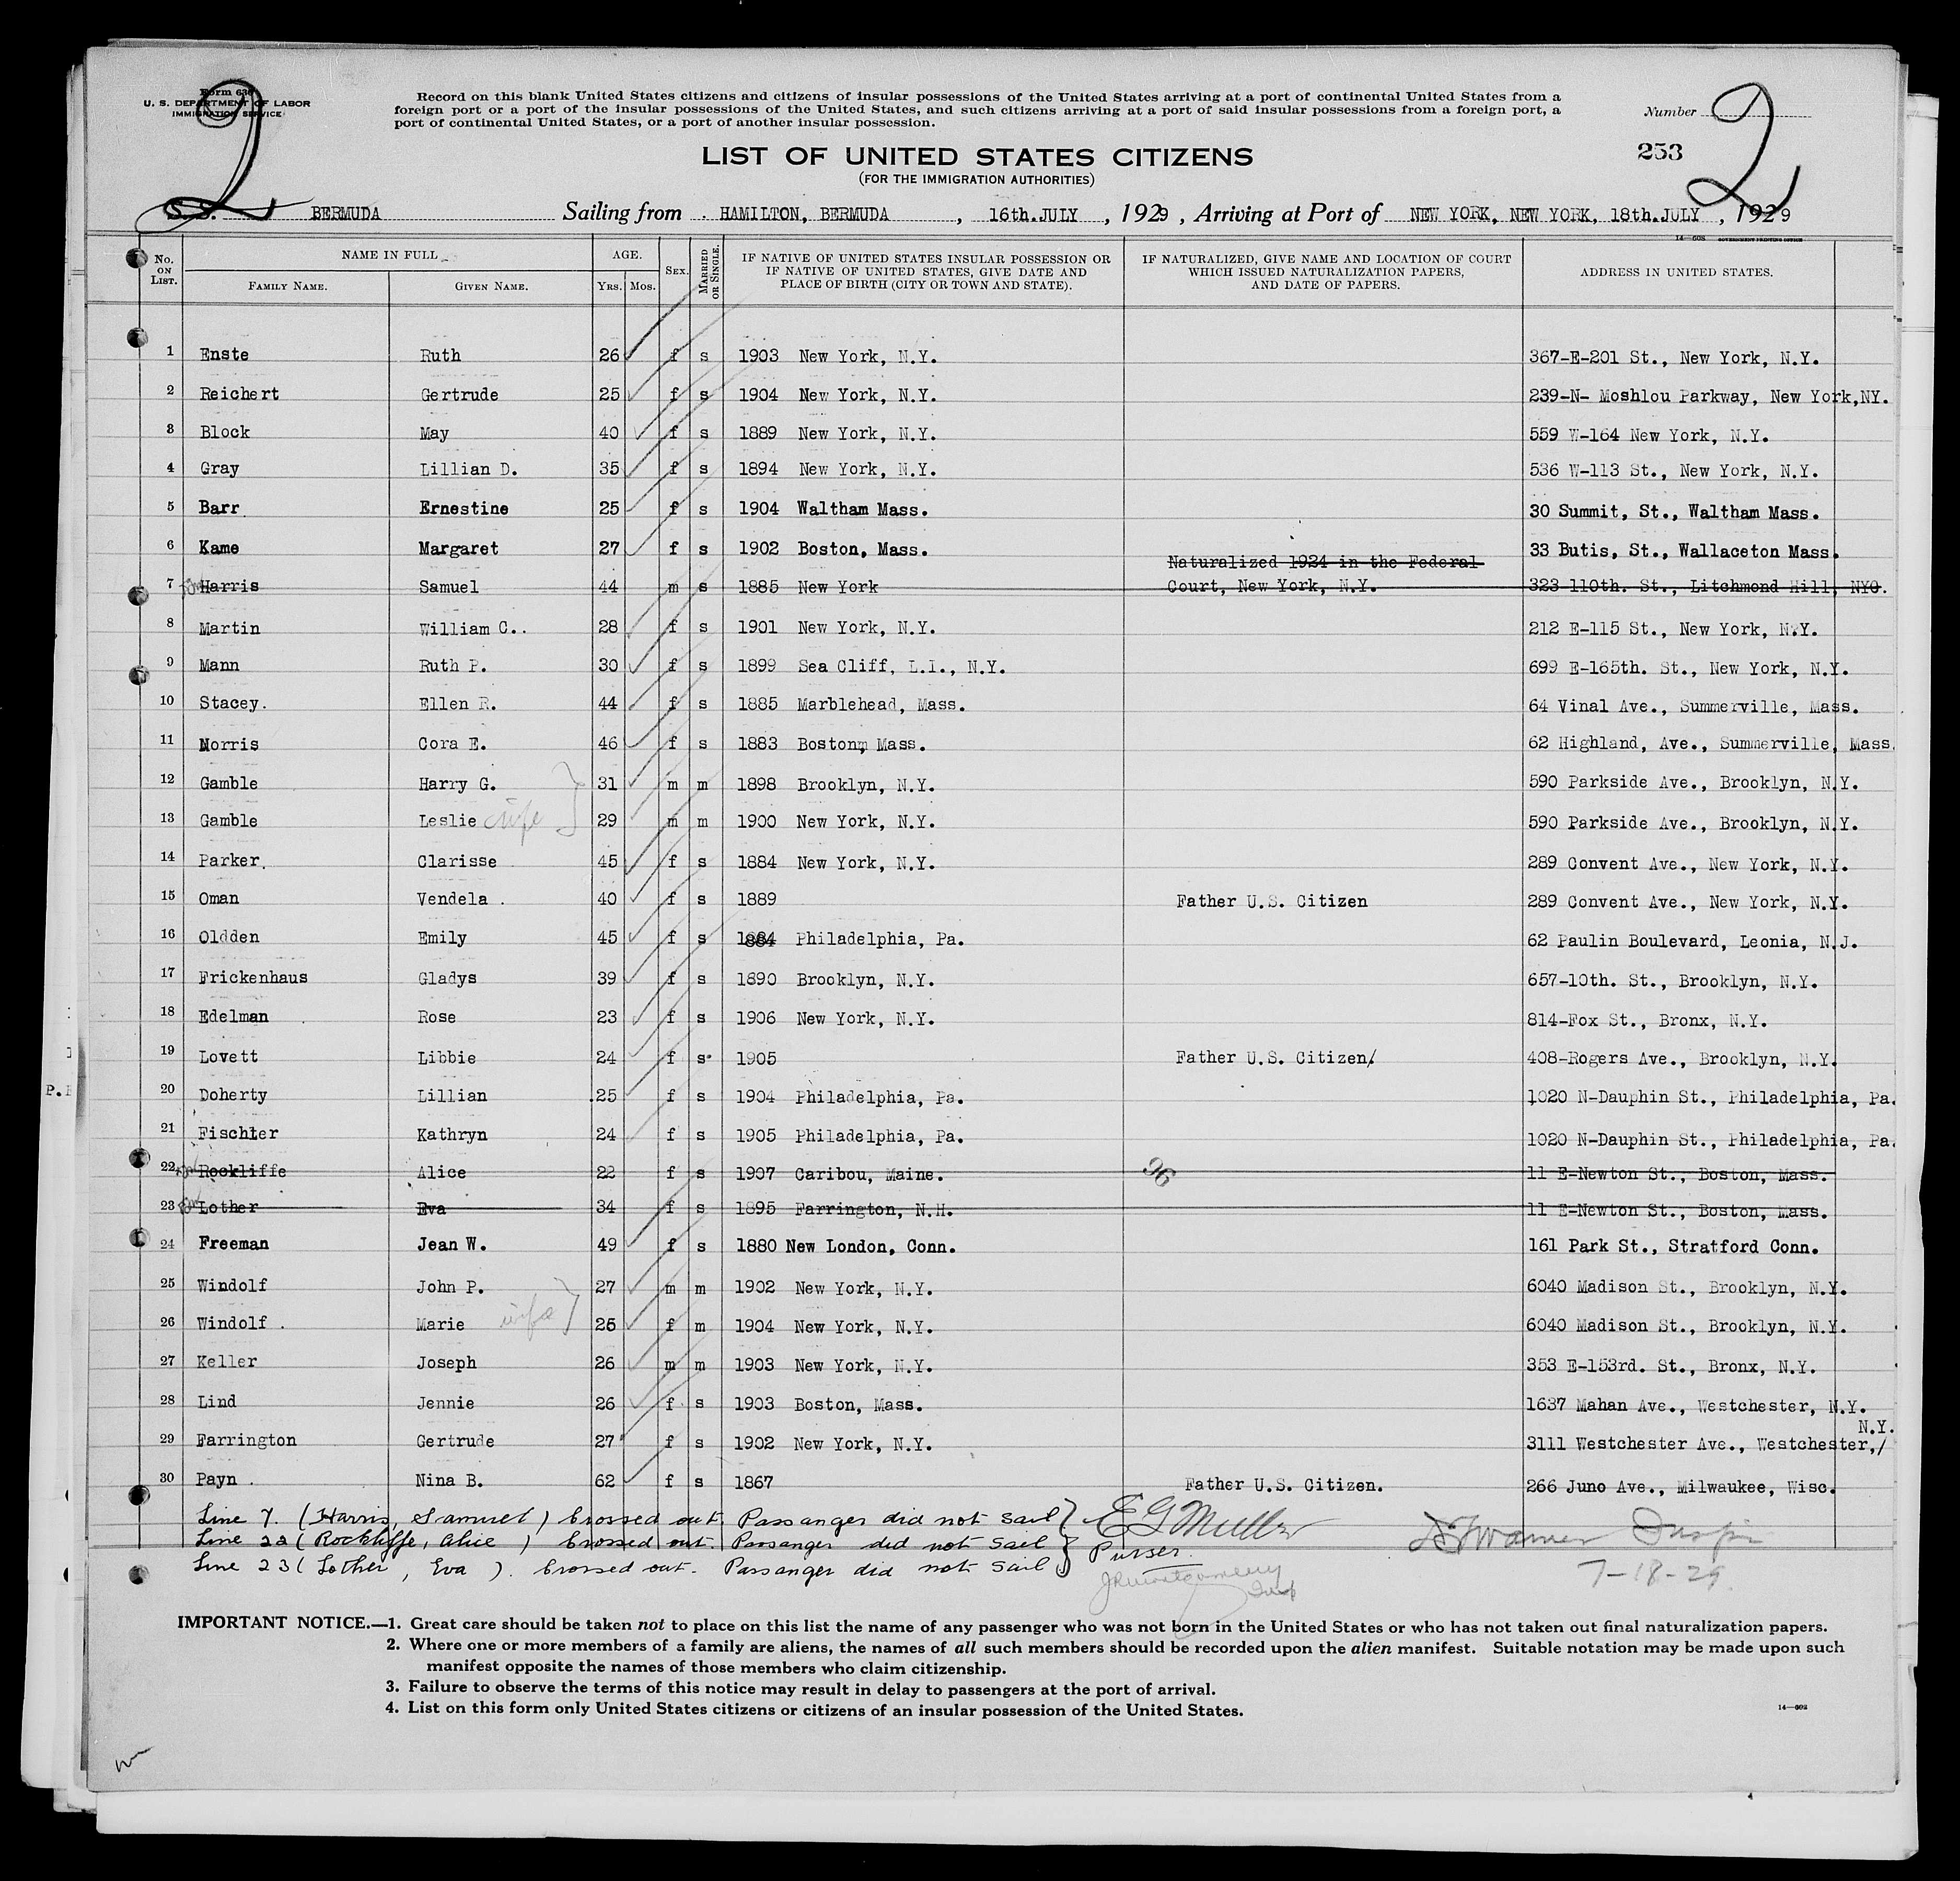 Form 630
U. S. DEPARTMENT OF LABOR
IMMIGRATION SERVICE
2
Record on this blank United States citizens and citizens of insular possessions of the United States arriving at a port of continental United States from a
foreign port or a port of the insular possessions of the United States, and such citizens arriving at a port of said insular possessions from a foreign port, a
port of continental United States, or a port of another insular possession.
Number 2
253
LIST OF UNITED STATES CITIZENS
(FOR THE IMMIGRATION AUTHORITIES)
S. S. BERMUDA Sailing from HAMILTON, BERMUDA , 16th.JULY , 1929 , Arriving at Port of NEW YORK, NEW YORK, 18th.JULY , 1929
14—608 GOVERNMENT PRINTING OFFICE
No. ON LIST. NAME IN FULL FAMILY NAME. GIVEN NAME. AGE. YRS. MOS. SEX. MARRIED OR SINGLE. IF NATIVE OF UNITED STATES INSULAR POSSESSION OR IF NATIVE OF UNITED STATES, GIVE DATE AND PLACE OF BIRTH (CITY OR TOWN AND STATE). IF NATURALIZED, GIVE NAME AND LOCATION OF COURT WHICH ISSUED NATURALIZATION PAPERS, AND DATE OF PAPERS. ADDRESS IN UNITED STATES.
1 Enste Ruth 26 f s 1903 New York, N.Y. 367-E-201 St., New York, N.Y.
2 Reichert Gertrude 25 f s 1904 New York, N.Y. 239-N- Moshlou Parkway, New York,NY.
3 Block May 40 f s 1889 New York, N.Y. 559 W-164 New York, N.Y.
4 Gray Lillian D. 35 f s 1894 New York, N.Y. 536 W-113 St., New York, N.Y.
5 Barr Ernestine 25 f s 1904 Waltham Mass. 30 Summit, St., Waltham Mass.
6 Kame Margaret 27 f s 1902 Boston, Mass. 33 Butis, St., Wallaceton Mass.
Naturalized 1924 in the Federal
7 Harris Samuel 44 m s 1885 New York Court, New York, N.Y. 323 110th. St., Litchmond Hill, NYC.
8 Martin William C.. 28 f s 1901 New York, N.Y. 212 E-115 St., New York, N.Y.
9 Mann Ruth P. 30 f s 1899 Sea Cliff, L.I., N.Y. 699 E-165th. St., New York, N.Y.
10 Stacey. Ellen R. 44 f s 1885 Marblehead, Mass. 64 Vinal Ave., Summerville, Mass.
11 Norris Cora E. 46 f s 1883 Boston, Mass. 62 Highland, Ave., Summerville, Mass.
12 Gamble Harry G. 31 m m 1898 Brooklyn, N.Y. 590 Parkside Ave., Brooklyn, N.Y.
13 Gamble Leslie wife 29 m m 1900 New York, N.Y. 590 Parkside Ave., Brooklyn, N.Y.
14 Parker. Clarisse 45 f s 1884 New York, N.Y. 289 Convent Ave., New York, N.Y.
15 Oman Vendela . 40 f s 1889 Father U.S. Citizen 289 Convent Ave., New York, N.Y.
16 Oldden Emily 45 f s 1884 Philadelphia, Pa. 62 Paulin Boulevard, Leonia, N.J.
17 Frickenhaus Gladys 39 f s 1890 Brooklyn, N.Y. 657-10th. St., Brooklyn, N.Y.
18 Edelman Rose 23 f s 1906 New York, N.Y. 814-Fox St., Bronx, N.Y.
19 Lovett Libbie 24 f s 1905 Father U.S. Citizen/ 408-Rogers Ave., Brooklyn, N.Y.
20 Doherty Lillian .25 f s 1904 Philadelphia, Pa. 1020 N-Dauphin St., Philadelphia, Pa.
21 Fischter Kathryn 24 f s 1905 Philadelphia, Pa. 1020 N-Dauphin St., Philadelphia, Pa.
22 Rockliffe Alice 22 f s 1907 Caribou, Maine. 96 11 E-Newton St., Boston, Mass.
23 Lother Eva 34 f s 1895 Farrington, N.H. 11 E-Newton St., Boston, Mass.
24 Freeman Jean W. 49 f s 1880 New London, Conn. 161 Park St., Stratford Conn.
25 Windolf John P. 27 m m 1902 New York, N.Y. 6040 Madison St., Brooklyn, N.Y.
26 Windolf . Marie wife 25 f m 1904 New York, N.Y. 6040 Madison St., Brooklyn, N.Y.
27 Keller Joseph 26 m m 1903 New York, N.Y. 353 E-153rd. St., Bronx, N.Y.
28 Lind Jennie 26 f s 1903 Boston, Mass. 1637 Mahan Ave., Westchester, N.Y.
N.Y.
29 Farrington Gertrude 27 f s 1902 New York, N.Y. 3111 Westchester Ave., Westchester,/
30 Payn . Nina B. 62 f s 1867 Father U.S. Citizen. 266 Juno Ave., Milwaukee, Wisc.
Line 7. (Harris, Samuel) Crossed out. Passanger did not sail } E G Muller
Line 22 (Rockliffe, Alice ) Crossed out. Passanger did not sail } Purser
Line 23 ( Lother , Eva ). Crossed out. Passanger did not sail }
JR Montgomery Insp
Warner Inspr
7-18-29.
IMPORTANT NOTICE.—1. Great care should be taken not to place on this list the name of any passenger who was not born in the United States or who has not taken out final naturalization papers.
2. Where one or more members of a family are aliens, the names of all such members should be recorded upon the alien manifest. Suitable notation may be made upon such
manifest opposite the names of those members who claim citizenship.
3. Failure to observe the terms of this notice may result in delay to passengers at the port of arrival.
4. List on this form only United States citizens or citizens of an insular possession of the United States.
14—608